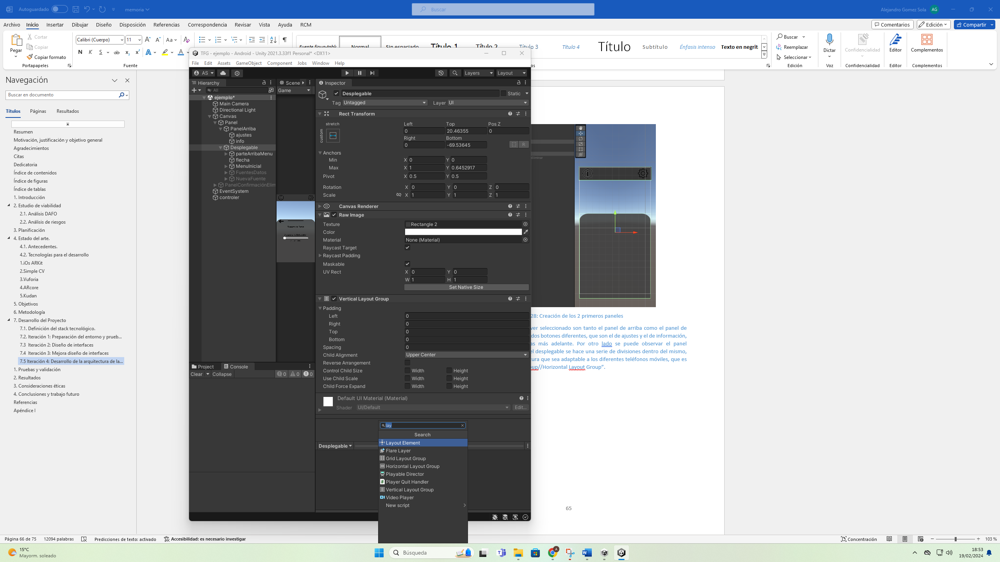 Autoguardado
memoria
Buscar
Alejandro Gomez Sola
AG
Archivo
Inicio
Insertar
Dibujar
Diseño
Disposición
Referencias
Correspondencia
Revisar
Vista
Ayuda
RCM
Comentarios
Edición
Compartir
Pegar
Cortar
Copiar
Copiar formato
Portapapeles
Calibri (Cuerpo)
11
Aa
N K S ab x₂ x²
Fuente
Normal
Sin espaciado
Título 1
Título 2
Título 3
Título 4
Título
Subtítulo
Énfasis intenso
Texto en negrit
Buscar
Reemplazar
Seleccionar
Edición
Dictar
Voz
Confidencialidad
Confidencialidad
Editor
Editor
Complementos
Complementos
Navegación
Buscar en documento
Títulos
Páginas
Resultados
Resumen
Motivación, justificación y objetivo general
Agradecimientos
Citas
Dedicatoria
Índice de contenidos
Índice de figuras
Índice de tablas
1. Introducción
2. Estudio de viabilidad
2.1. Análisis DAFO
2.2. Análisis de riesgos
3. Planificación
4. Estado del arte.
4.1. Antecedentes.
4.2. Tecnologías para el desarrollo
1.iOs ARKit
2.Simple CV
3.Vuforia
4.ARcore
5.Kudan
5. Objetivos
6. Metodología
7. Desarrollo del Proyecto
7.1. Definición del stack tecnológico.
7.2. Iteración 1: Preparación del entorno y prueb...
7.3 Iteración 2: Diseño de interfaces
7.4 Iteración 3: Mejora diseño de interfaces
7.5 Iteración 4: Desarrollo de la arquitectura de la...
1. Pruebas y validación
2. Resultados
3. Consideraciones éticas
4. Conclusiones y trabajo futuro
Referencias
Apéndice I
TFG - ejemplo - Android - Unity 2021.3.33f1 Personal* <DX11>
File Edit Assets GameObject Component Jobs Window Help
AS
Layers
Layout
Hierarchy
All
ejemplo*
Main Camera
Directional Light
Canvas
Panel
PanelArriba
ajustes
info
Desplegable
parteArribaMenu
flecha
MenuInicial
FuentesDatos
NuevaFuente
PanelConfirmaciónElim
EventSystem
controler
Scene
Game
Fuentes de Datos
Distancia de Detección
Project
Console
Clear
Collapse
0 0 0
Inspector
Desplegable
Static
Tag Untagged
Layer UI
Rect Transform
stretch
custom
Left Top Pos Z
0 20.46355 0
Right Bottom
0 -69.53645
R
Anchors
Min X 0 Y 0
Max X 1 Y 0.6452917
Pivot X 0.5 Y 0.5
Rotation X 0 Y 0 Z 0
Scale X 1 Y 1 Z 1
Canvas Renderer
Raw Image
Texture Rectangle 2
Color
Material None (Material)
Raycast Target
Raycast Padding
Maskable
UV Rect X 0 Y 0
W 1 H 1
Set Native Size
Vertical Layout Group
Padding
Left 0
Right 0
Top 0
Bottom 0
Spacing 0
Child Alignment Upper Center
Reverse Arrangement
Control Child Size Width Height
Use Child Scale Width Height
Child Force Expand Width Height
Default UI Material (Material)
Shader UI/Default Edit...
Desplegable
lay
Search
Layout Element
Flare Layer
Grid Layout Group
Horizontal Layout Group
Playable Director
Player Quit Handler
Vertical Layout Group
Video Player
New script
28: Creación de los 2 primeros paneles
ver seleccionado son tanto el panel de arriba como el panel de
dos botones diferentes, que son el de ajustes y el de información,
as más adelante. Por otro lado se puede observar el panel
el desplegable se hace una serie de divisiones dentro del mismo,
tura que sea adaptable a los diferentes teléfonos móviles, que es
oup//Horizontal Layout Group”.
65
Página 66 de 75
12094 palabras
Predicciones de texto: activado
Accesibilidad: es necesario investigar
Concentración
103 %
15°C
Mayorm. soleado
Búsqueda
A
18:53
19/02/2024